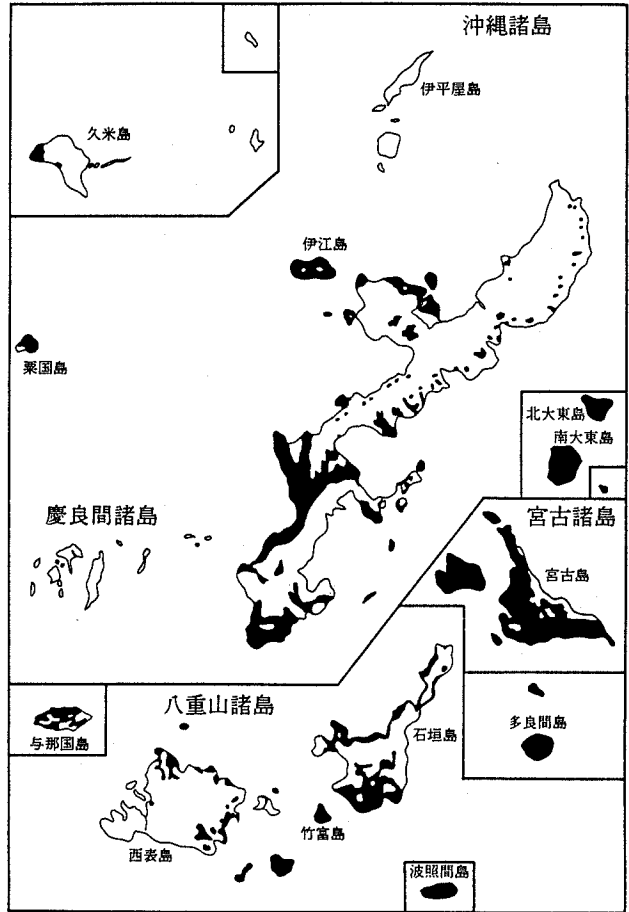 沖縄諸島
伊平屋島
久米島
伊江島
粟国島
北大東島
南大東島
慶良間諸島
宮古諸島
宮古島
八重山諸島
与那国島
石垣島
多良間島
竹富島
西表島
波照間島